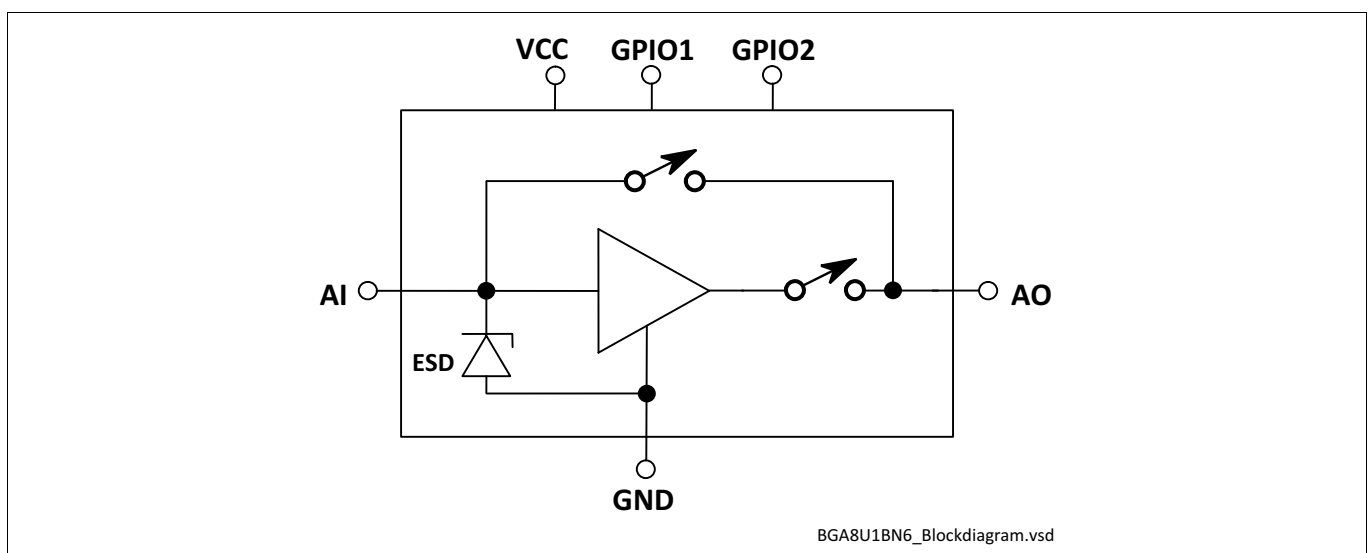 VCC GPIO1 GPIO2
AI AO
ESD
GND
BGA8U1BN6_Blockdiagram.vsd